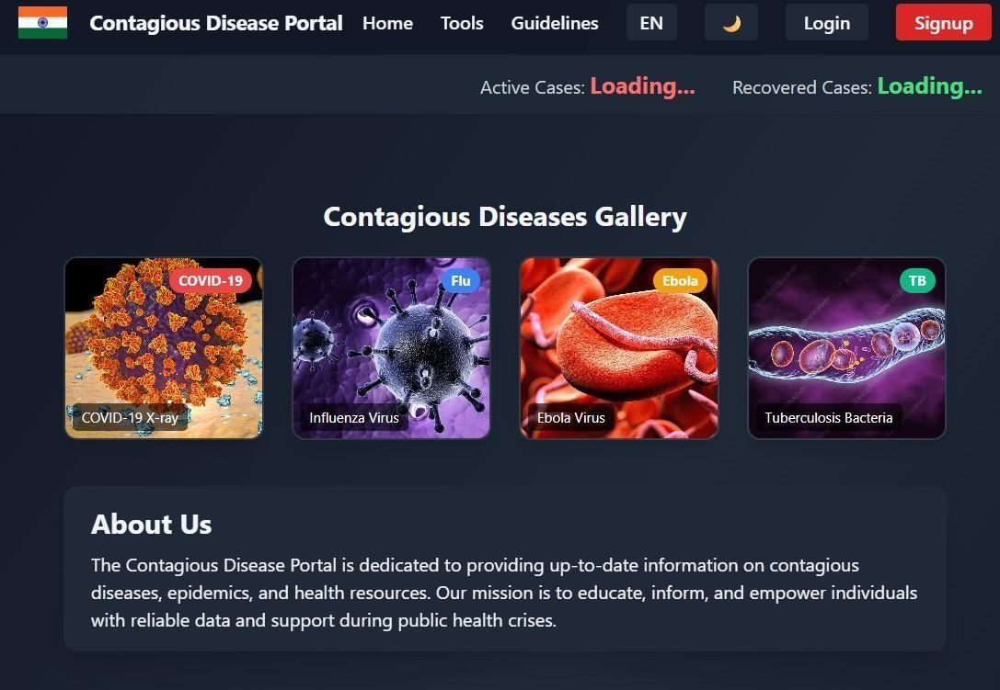 Contagious Disease Portal Home Tools Guidelines EN Login Signup
Active Cases: Loading... Recovered Cases: Loading...
Contagious Diseases Gallery
COVID-19 Flu Ebola TB
COVID-19 X-ray Influenza Virus Ebola Virus Tuberculosis Bacteria
About Us
The Contagious Disease Portal is dedicated to providing up-to-date information on contagious
diseases, epidemics, and health resources. Our mission is to educate, inform, and empower individuals
with reliable data and support during public health crises.